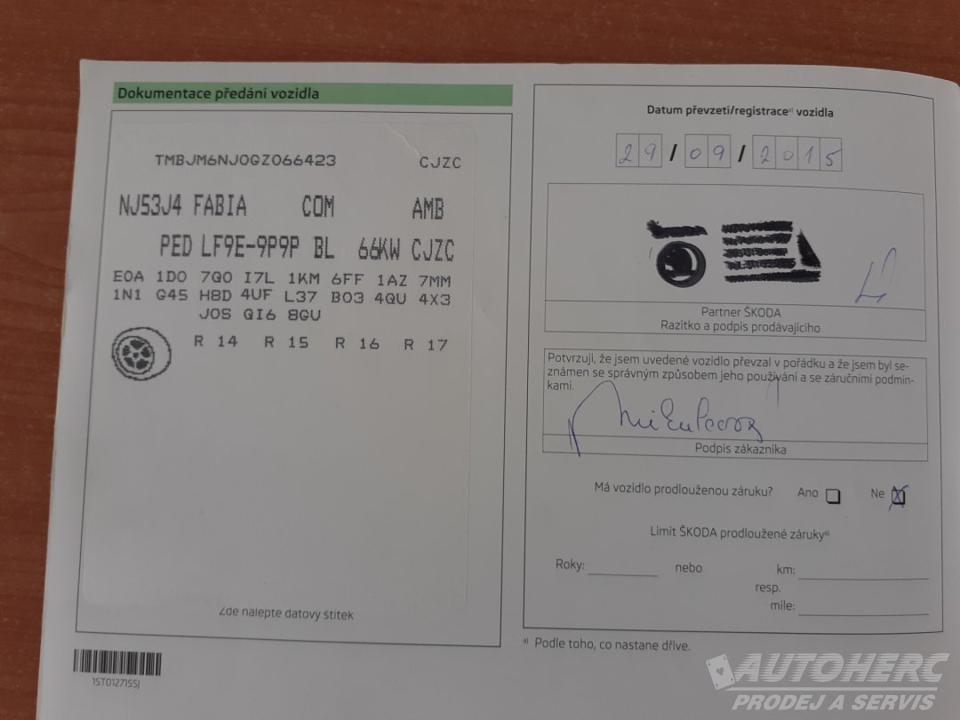 Dokumentace předání vozidla
TMBJM6NJ0GZ066423 CJZC
NJ53J4 FABIA COM AMB
PED LF9E-9P9P BL 66KW CJZC
E0A 1D0 7Q0 I7L 1KM 6FF 1AZ 7MM
1N1 G45 H8D 4UF L37 B03 4QU 4X3
J0S QI6 8GU
R 14 R 15 R 16 R 17
Zde nalepte datový štítek
1ST012715SJ
Datum převzetí/registrace a) vozidla
29 / 09 / 2015
Partner ŠKODA
Razítko a podpis prodávajícího
Potvrzuji, že jsem uvedené vozidlo převzal v pořádku a že jsem byl se-
známen se správným způsobem jeho používání a se záručními podmín-
kami.
Podpis zákazníka
Má vozidlo prodlouženou záruku? Ano Ne
Limit ŠKODA prodloužené záruky a)
Roky: nebo km:
resp.
míle:
a) Podle toho, co nastane dříve.
AUTOHERC
PRODEJ A SERVIS